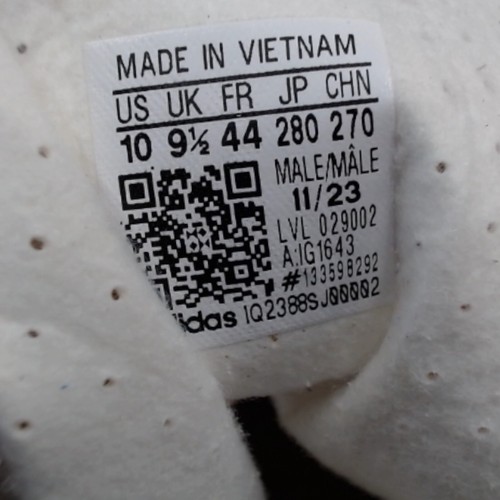 MADE IN VIETNAM
US UK FR JP CHN
10 9½ 44 280 270
MALE/MÂLE
11/23
LVL 029002
A:IG1643
#133598292
adidas 1Q2388SJ00002